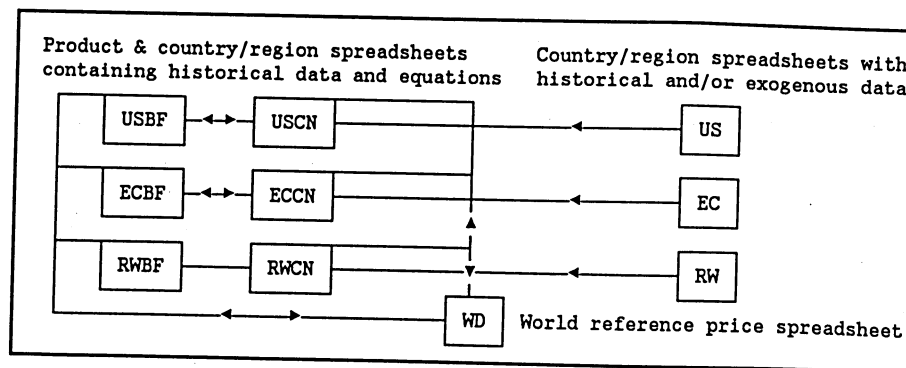 Product & country/region spreadsheets
containing historical data and equations
Country/region spreadsheets with
historical and/or exogenous data
USBF
USCN
US
ECBF
ECCN
EC
RWBF
RWCN
RW
WD
World reference price spreadsheet